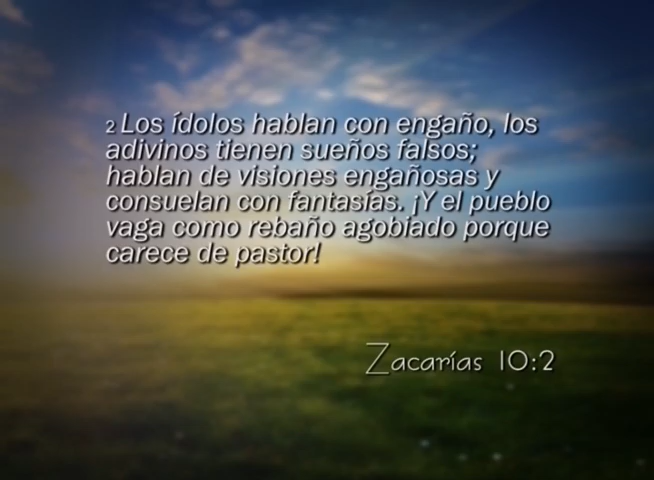 2 Los ídolos hablan con engaño, los
adivinos tienen sueños falsos;
hablan de visiones engañosas y
consuelan con fantasías. ¡Y el pueblo
vaga como rebaño agobiado porque
carece de pastor!
Zacarías 10:2